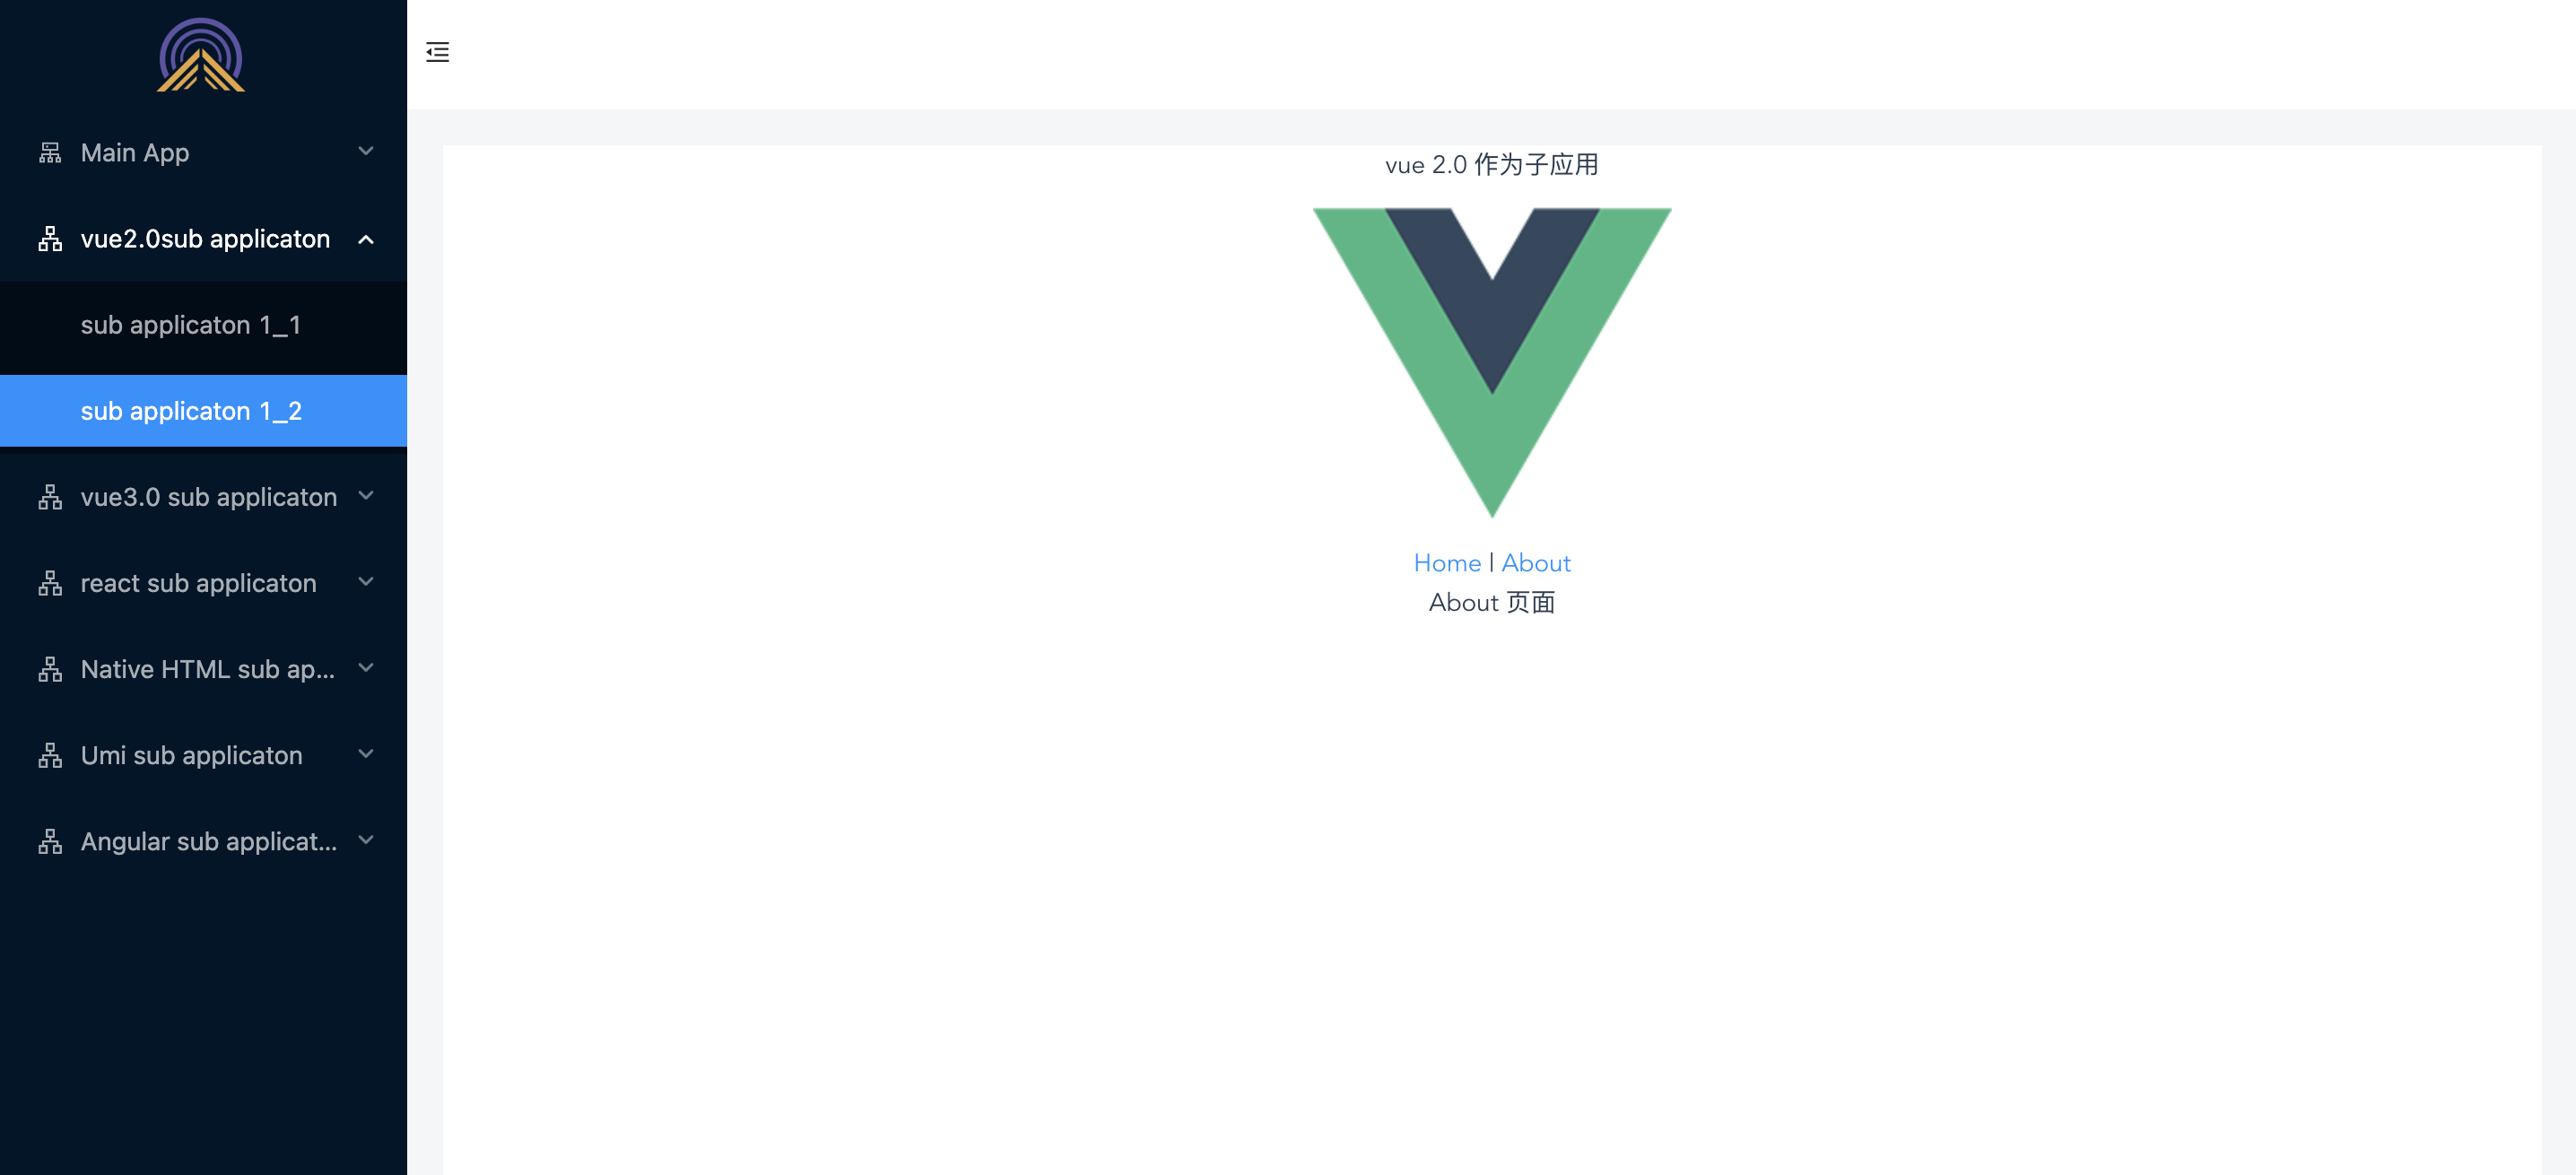 Main App
vue2.0sub applicaton
sub applicaton 1_1
sub applicaton 1_2
vue3.0 sub applicaton
react sub applicaton
Native HTML sub ap...
Umi sub applicaton
Angular sub applicat...
vue 2.0 作为子应用
Home | About
About 页面